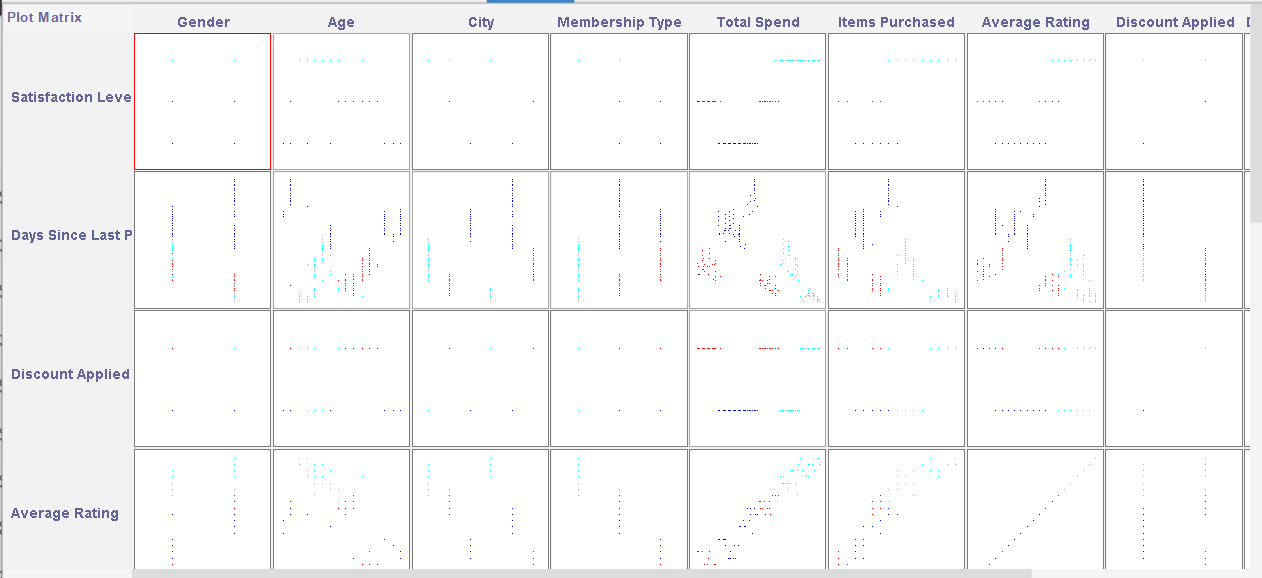 Plot Matrix
Gender Age City Membership Type Total Spend Items Purchased Average Rating Discount Applied
Satisfaction Leve
Days Since Last P
Discount Applied
Average Rating